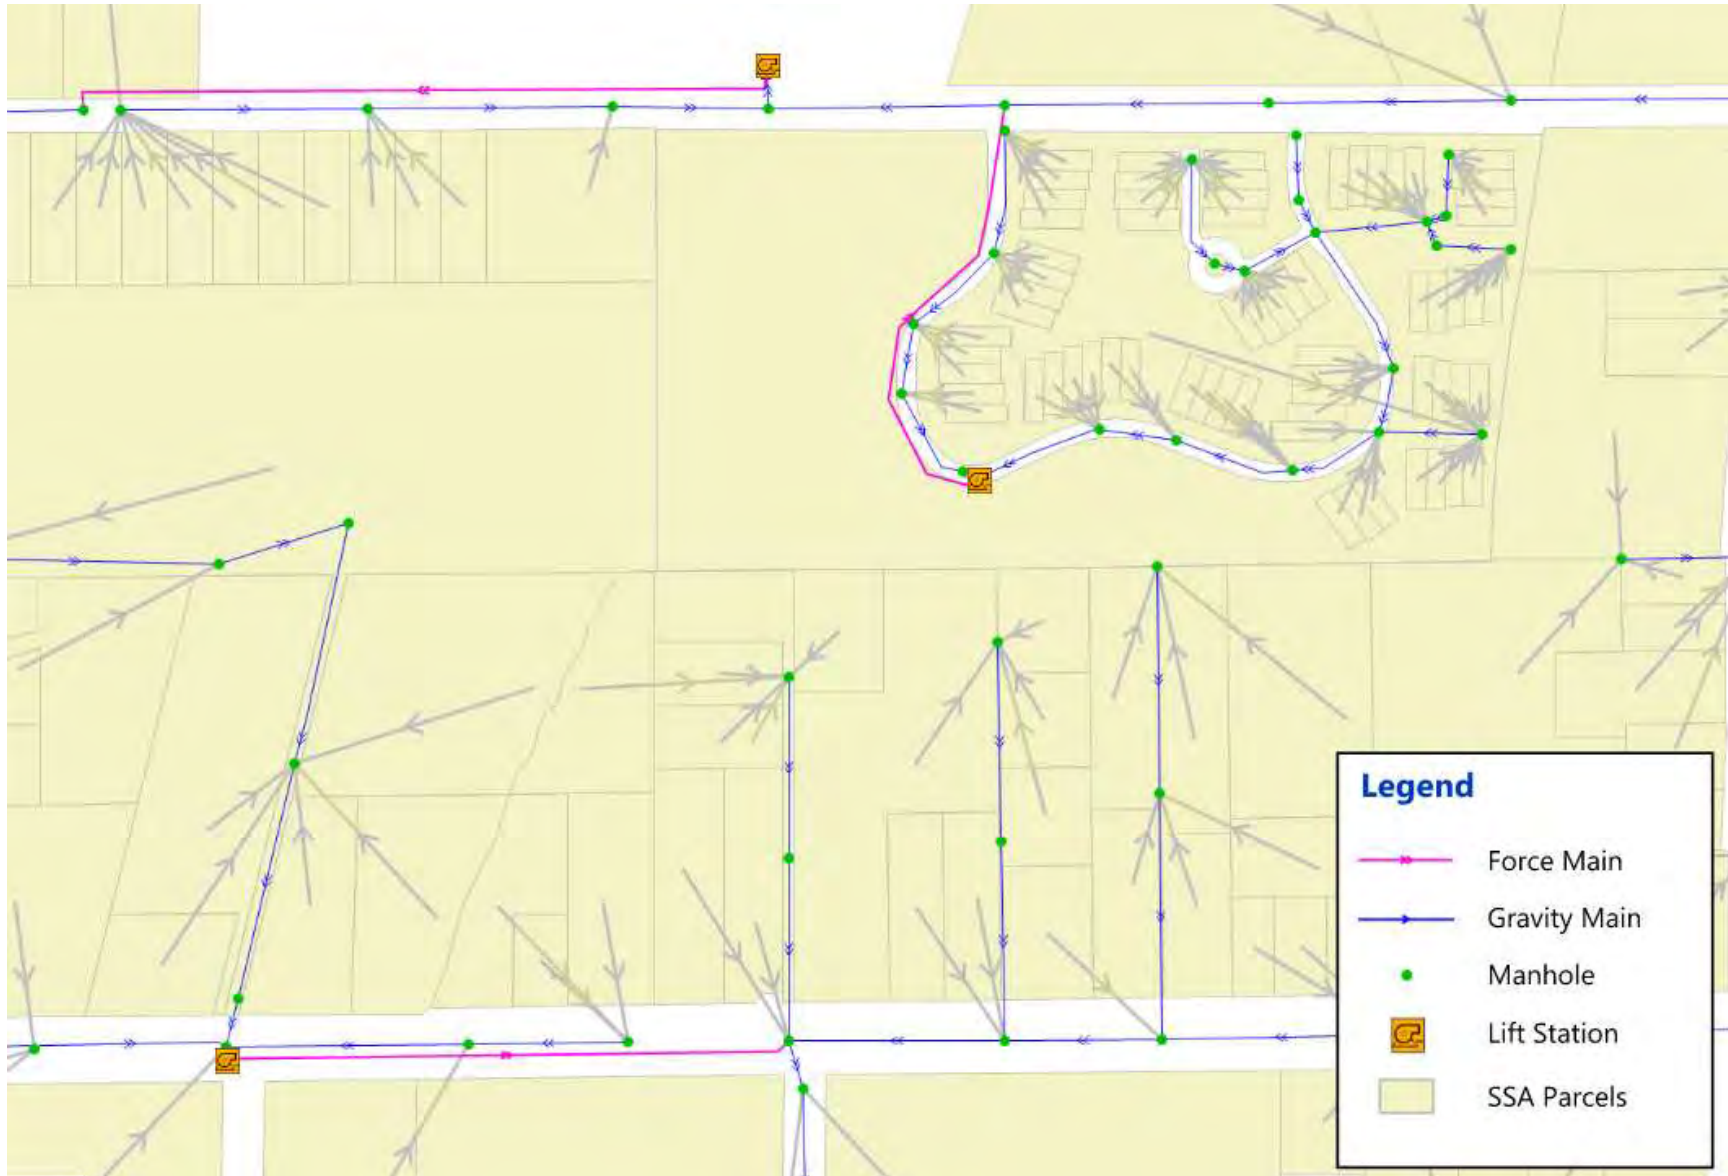 Legend
Force Main
Gravity Main
Manhole
Lift Station
SSA Parcels